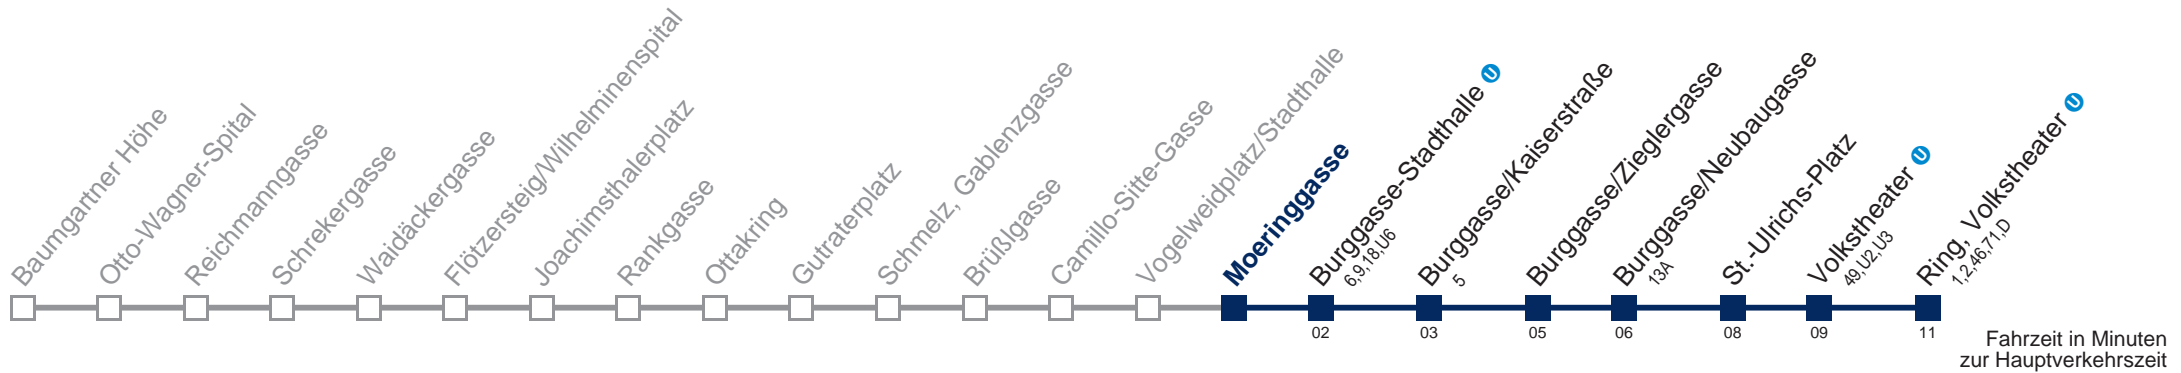 Baumgartner Höhe
Otto-Wagner-Spital
Reichmanngasse
Schrekergasse
Waidäckergasse
Flötzersteig/Wilhelminenspital
Joachimsthalerplatz
Rankgasse
Ottakring
Gutraterplatz
Schmelz, Gablenzgasse
Brüßlgasse
Camillo-Sitte-Gasse
Vogelweidplatz/Stadthalle
Moeringgasse
Burggasse-Stadthalle U
6,9,18,U6
Burggasse/Kaiserstraße
5
Burggasse/Zieglergasse
Burggasse/Neubaugasse
13A
St.-Ulrichs-Platz
Volkstheater U
49,U2,U3
Ring, Volkstheater U
1,2,46,71,D
02
03
05
06
08
09
11
Fahrzeit in Minuten
zur Hauptverkehrszeit